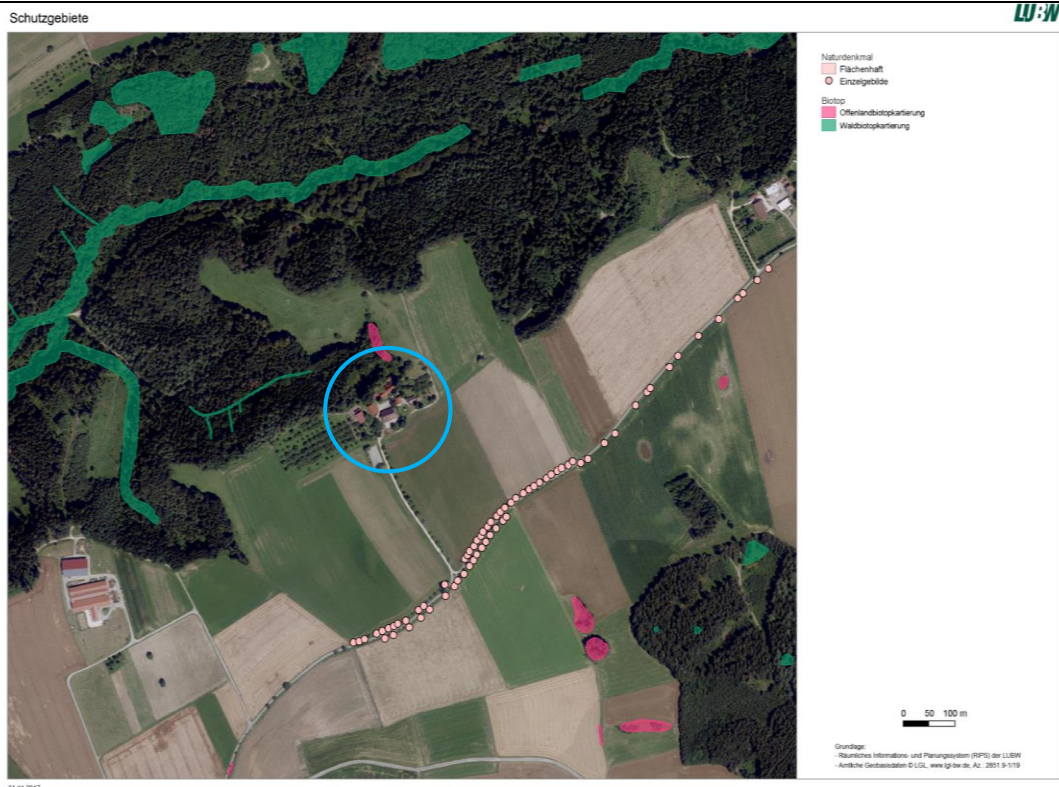 Schutzgebiete
LUBW
Naturdenkmal
Flächenhaft
Einzelgebilde
Biotop
Offenlandbiotopkartierung
Waldbiotopkartierung
0 50 100 m
Grundlage:
- Räumliches Informations- und Planungssystem (RIPS) der LUBW
- Amtliche Geobasisdaten © LGL, www.lgl-bw.de, Az.: 2851.9-1/19